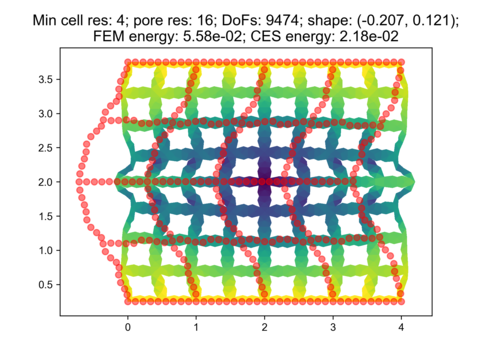 Min cell res: 4; pore res: 16; DoFs: 9474; shape: (-0.207, 0.121);
FEM energy: 5.58e-02; CES energy: 2.18e-02
3.5
3.0
2.5
2.0
1.5
1.0
0.5
0 1 2 3 4